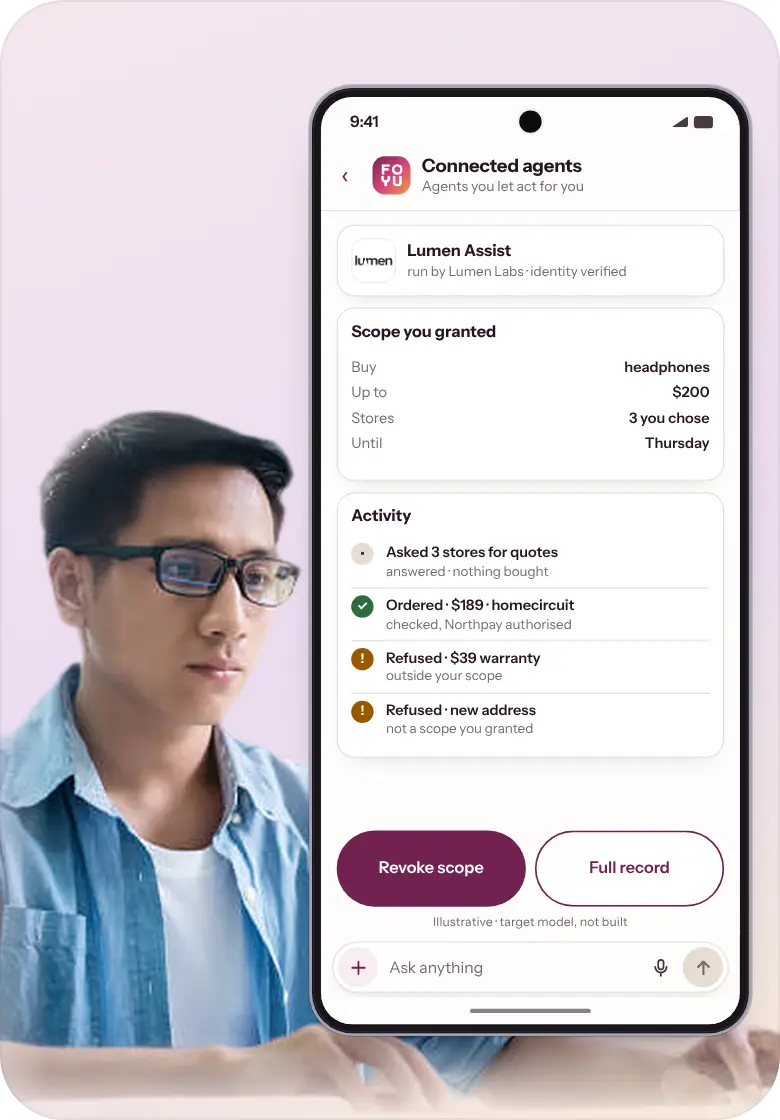 9:41
‹
FO
YU
Connected agents
Agents you let act for you
lumen
Lumen Assist
run by Lumen Labs · identity verified
Scope you granted
Buy headphones
Up to $200
Stores 3 you chose
Until Thursday
Activity
Asked 3 stores for quotes
answered · nothing bought
Ordered · $189 · homecircuit
checked, Northpay authorised
! Refused · $39 warranty
outside your scope
! Refused · new address
not a scope you granted
Revoke scope Full record
Illustrative · target model, not built
+ Ask anything